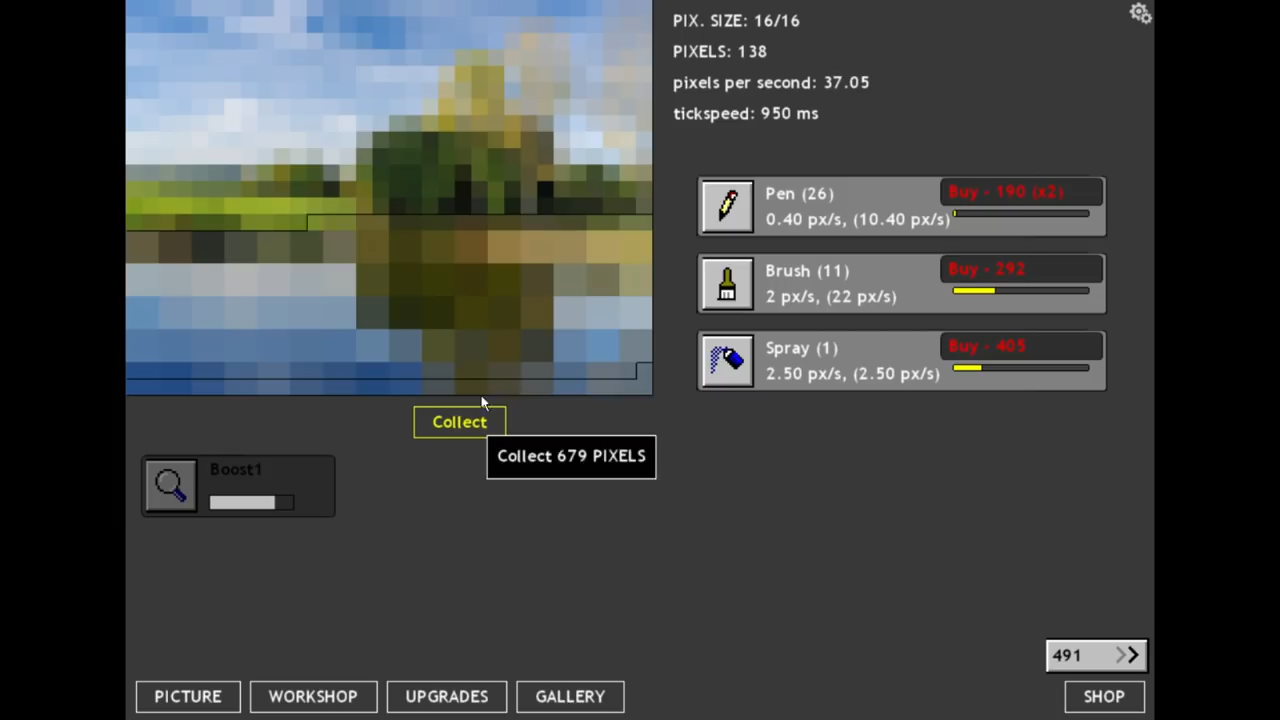 PIX. SIZE: 16/16
PIXELS: 138
pixels per second: 37.05
tickspeed: 950 ms
Pen (26)
Buy - 190 (x2)
0.40 px/s, (10.40 px/s)
Brush (11)
Buy - 292
2 px/s, (22 px/s)
Spray (1)
Buy - 405
2.50 px/s, (2.50 px/s)
Collect
Collect 679 PIXELS
Boost1
491
PICTURE
WORKSHOP
UPGRADES
GALLERY
SHOP